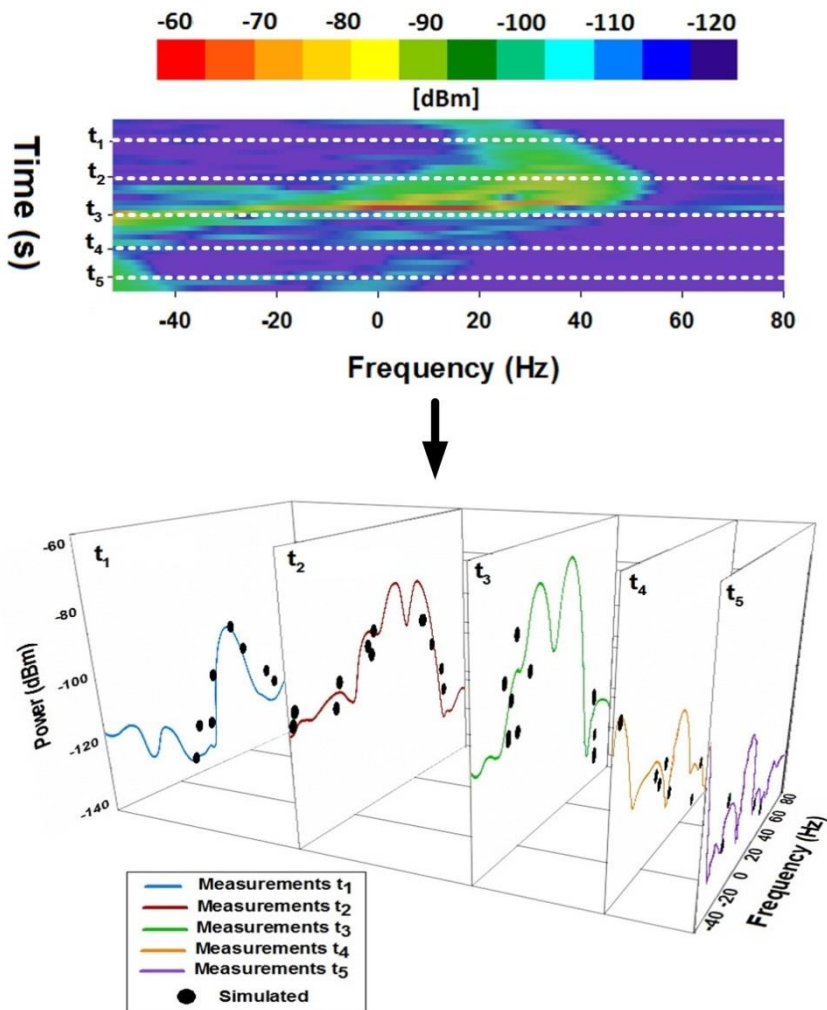 -60 -70 -80 -90 -100 -110 -120
[dBm]
Time (s)
t1
t2
t3
t4
t5
-40 -20 0 20 40 60 80
Frequency (Hz)
t1 t2 t3 t4 t5
-60
-80
-100
-120
-140
Power (dBm)
-40 -20 0 20 40 60 80
Frequency (Hz)
Measurements t1
Measurements t2
Measurements t3
Measurements t4
Measurements t5
Simulated